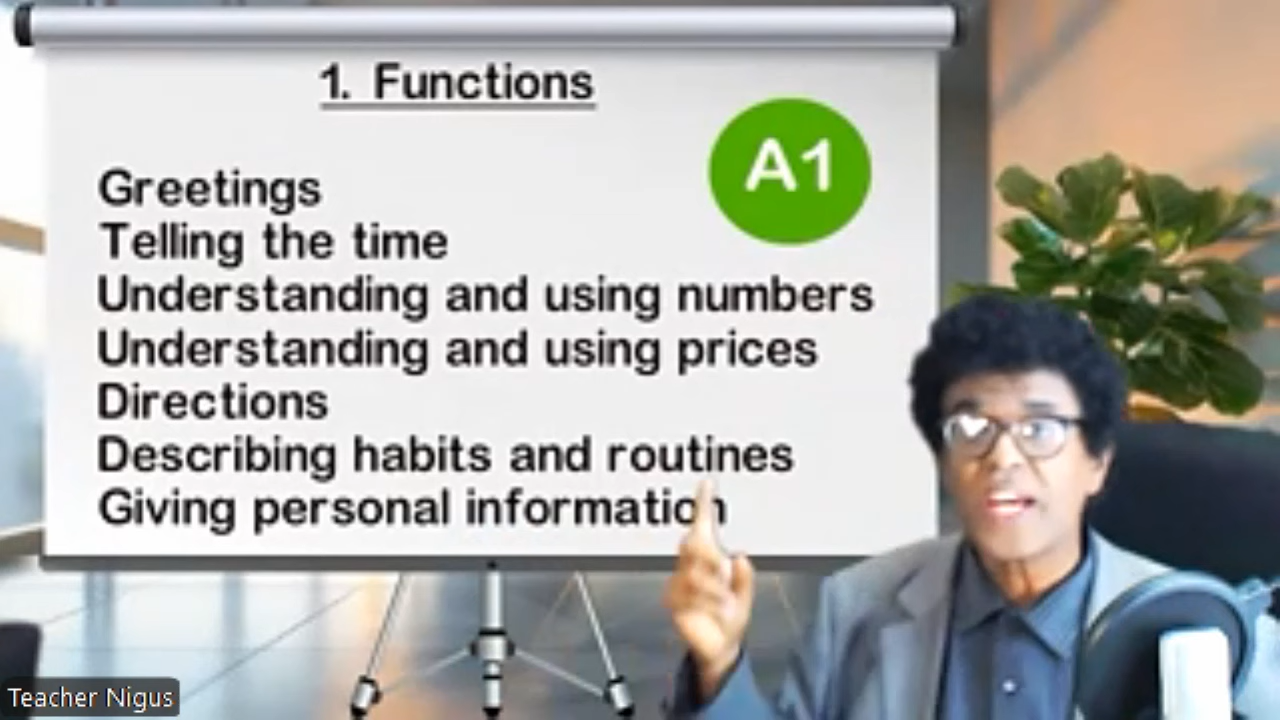 1. Functions
A1
Greetings
Telling the time
Understanding and using numbers
Understanding and using prices
Directions
Describing habits and routines
Giving personal information
Teacher Nigus